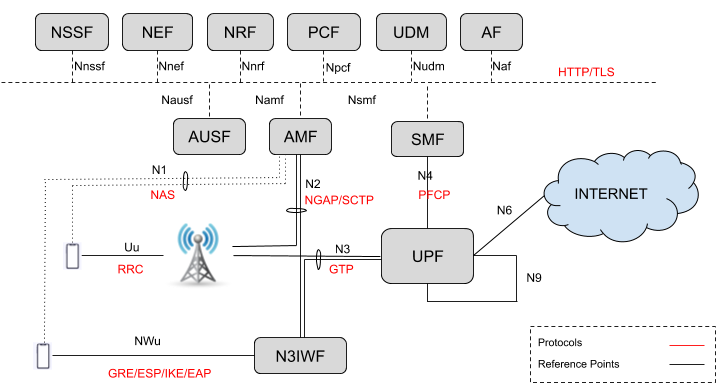 NSSF
NEF
NRF
PCF
UDM
AF
Nnssf
Nnef
Nnrf
Npcf
Nudm
Naf
HTTP/TLS
Nausf
Namf
Nsmf
AUSF
AMF
SMF
N1
NAS
N2
NGAP/SCTP
N4
PFCP
INTERNET
N6
Uu
RRC
N3
GTP
UPF
N9
NWu
GRE/ESP/IKE/EAP
N3IWF
Protocols
Reference Points